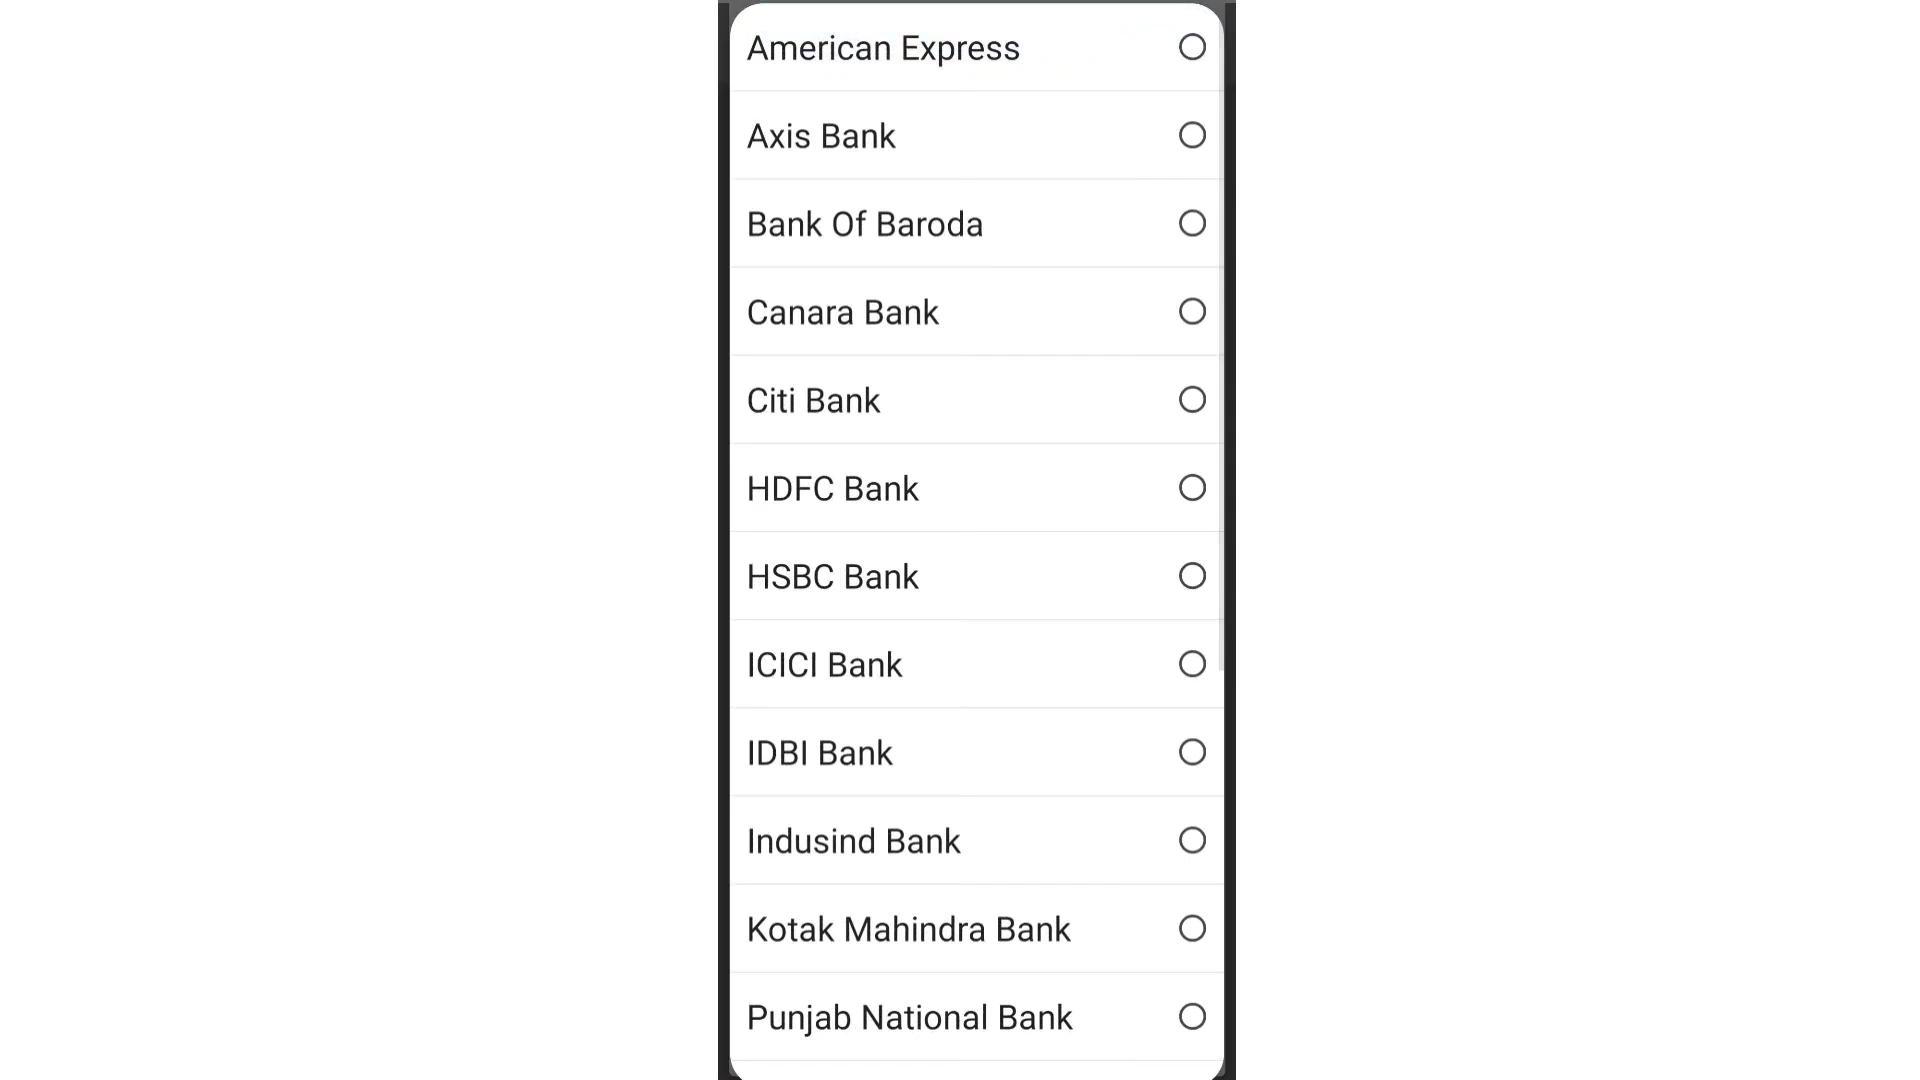 American Express
Axis Bank
Bank Of Baroda
Canara Bank
Citi Bank
HDFC Bank
HSBC Bank
ICICI Bank
IDBI Bank
Indusind Bank
Kotak Mahindra Bank
Punjab National Bank